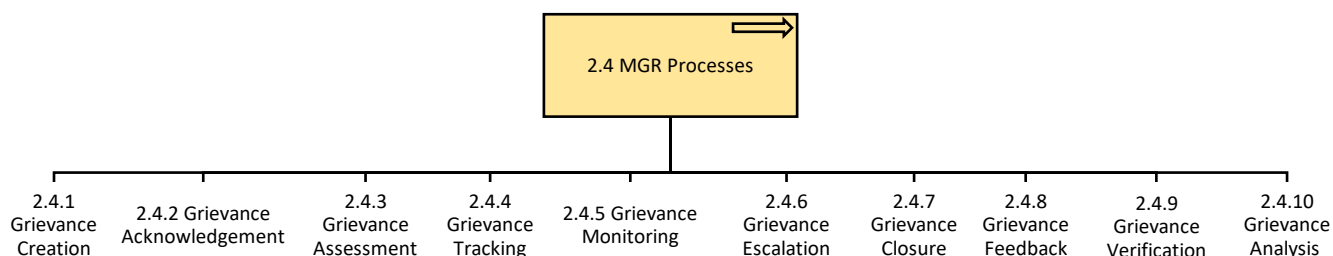 2.4 MGR Processes
2.4.1
Grievance
Creation
2.4.2 Grievance
Acknowledgement
2.4.3
Grievance
Assessment
2.4.4
Grievance
Tracking
2.4.5 Grievance
Monitoring
2.4.6
Grievance
Escalation
2.4.7
Grievance
Closure
2.4.8
Grievance
Feedback
2.4.9
Grievance
Verification
2.4.10
Grievance
Analysis